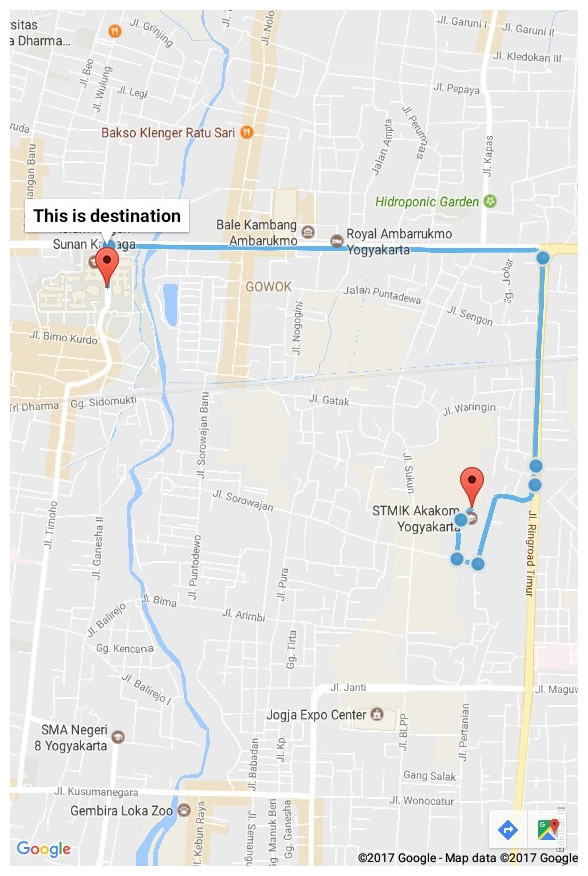 Jl. Grinjing
Jl. Nolo
Jl. Garuni I
Jl. Garuni II
sitas
a Dharma...
Jl. Beo
Jl. Wulung
Jl. Kledokan III
Jl. Legi
Jl. Pepaya
Jalan Ampta
Jl. Perumnas
Jl. Kapas
Bakso Klenger Ratu Sari
Hidroponic Garden
This is destination
Sunan
Bale Kambang
Ambarukmo
Royal Ambarrukmo
Yogyakarta
GOWOK
Jl. Johar
Jalan Puntadewa
Jl. Sengon
Jl. Nogogini
Jl. Bimo Kurdo
Tri Dharma
Gg. Sidomukti
Jl. Gatak
Jl. Waringin
Jl. Sorowajan Baru
Jl. Sukun
Jl. Sorowajan
STMIK Akakom
Yogyakarta
Jl. Ringroad Timur
Jl. Timoho
Jl. Ganesha II
Jl. Puntodewo
Jl. Pura
Jl. Balirejo
Jl. Bima
Jl. Arimbi
Gg. Kencana
Gg. Tirta
Jl. Balirejo I
Jl. Janti
Jl. Maguw
Jogja Expo Center
SMA Negeri
8 Yogyakarta
Jl. BLPP
Jl. Pertanian
Jl. Babadan
Jl. Kp.
Gang Salak
Jl. Kusumanegara
Jl. Wonocatur
Gembira Loka Zoo
Jl. Kebun Raya
Jl. Semang
Gg. Manuk Beri
Gg. Ganesha
Google
©2017 Google - Map data ©2017 Google